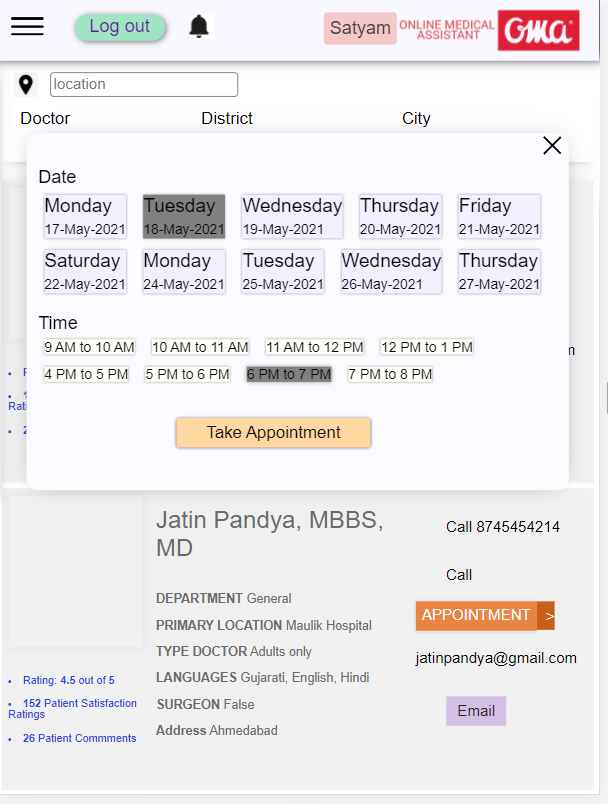 Log out
Satyam
ONLINE MEDICAL
ASSISTANT
OMA
location
Doctor District City
Date
Monday Tuesday Wednesday Thursday Friday
17-May-2021 18-May-2021 19-May-2021 20-May-2021 21-May-2021
Saturday Monday Tuesday Wednesday Thursday
22-May-2021 24-May-2021 25-May-2021 26-May-2021 27-May-2021
Time
9 AM to 10 AM 10 AM to 11 AM 11 AM to 12 PM 12 PM to 1 PM
4 PM to 5 PM 5 PM to 6 PM 6 PM to 7 PM 7 PM to 8 PM
Take Appointment
Jatin Pandya, MBBS,
MD
Call 8745454214
Call
DEPARTMENT General
APPOINTMENT >
PRIMARY LOCATION Maulik Hospital
TYPE DOCTOR Adults only
jatinpandya@gmail.com
LANGUAGES Gujarati, English, Hindi
SURGEON False
Email
Address Ahmedabad
• Rating: 4.5 out of 5
• 152 Patient Satisfaction
Ratings
• 26 Patient Commments